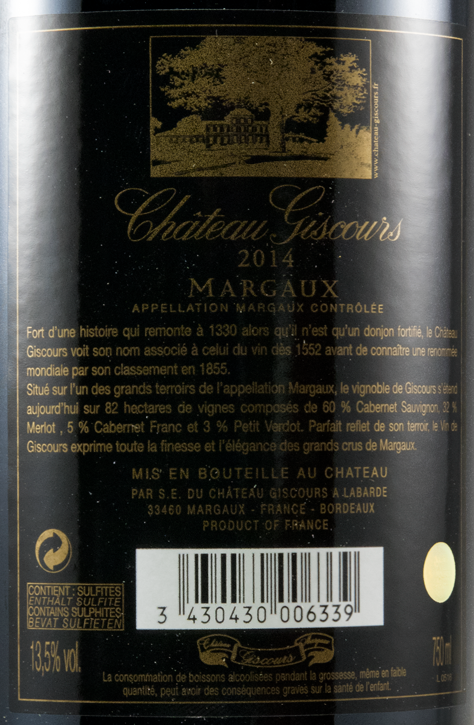 www.chateau-giscours.fr
Château Giscours
2014
MARGAUX
APPELLATION MARGAUX CONTRÔLÉE
Fort d'une histoire qui remonte à 1330 alors qu'il n'est qu'un donjon fortifié, le Château
Giscours voit son nom associé à celui du vin dès 1552 avant de connaître une renommée
mondiale par son classement en 1855.
Situé sur l'un des grands terroirs de l'appellation Margaux, le vignoble de Giscours s'étend
aujourd'hui sur 82 hectares de vignes composés de 60 % Cabernet Sauvignon, 32 %
Merlot , 5 % Cabernet Franc et 3 % Petit Verdot. Parfait reflet de son terroir, le Vin de
Giscours exprime toute la finesse et l'élégance des grands crus de Margaux.
MIS EN BOUTEILLE AU CHATEAU
PAR S.E. DU CHÂTEAU GISCOURS A LABARDE
33460 MARGAUX - FRANCE - BORDEAUX
PRODUCT OF FRANCE.
CONTIENT : SULFITES
ENTHÄLT SULFITE
CONTAINS SULPHITES
BEVAT SULFIETEN
3 430430 006339
13,5% vol.
Château Margaux
Giscours
750 ml
La consommation de boissons alcoolisées pendant la grossesse, même en faible
quantité, peut avoir des conséquences graves sur la santé de l'enfant.